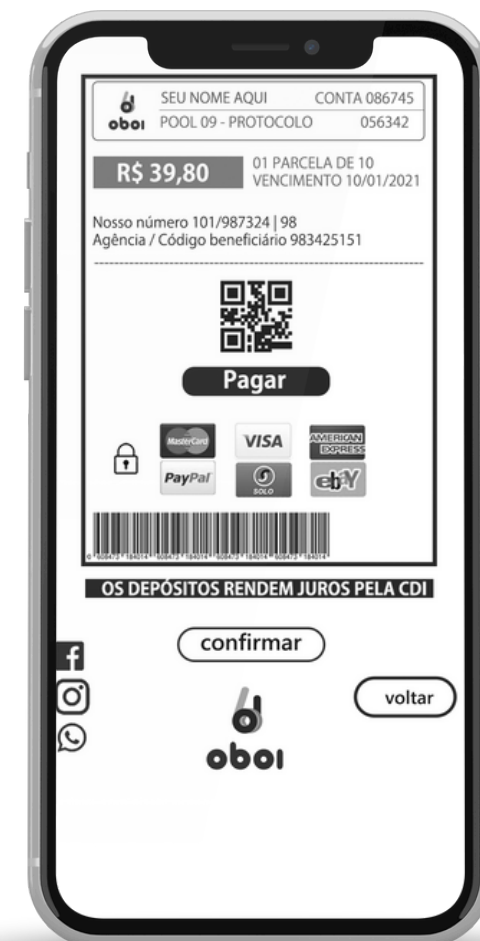 SEU NOME AQUI CONTA 086745
oboi POOL 09 - PROTOCOLO 056342
R$ 39,80
01 PARCELA DE 10
VENCIMENTO 10/01/2021
Nosso número 101/987324 | 98
Agência / Código beneficiário 983425151
Pagar
MasterCard VISA AMERICAN EXPRESS
PayPal SOLO ebY
OS DEPÓSITOS RENDEM JUROS PELA CDI
confirmar
voltar
oboi